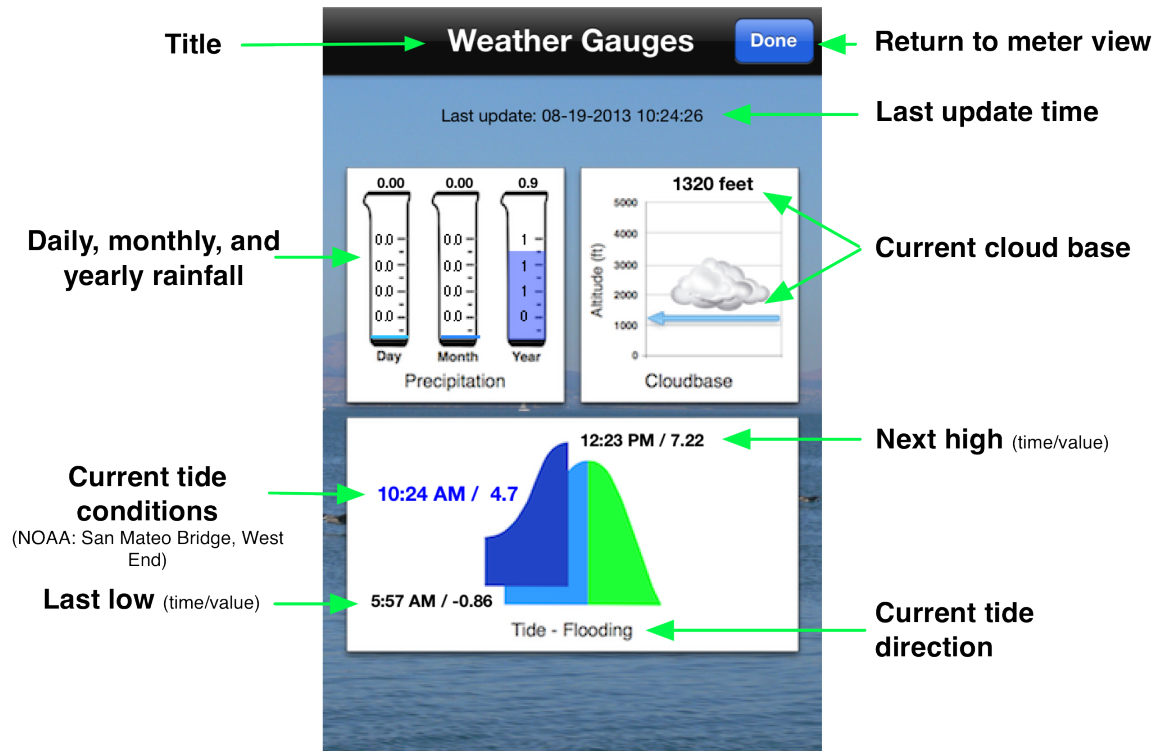 Title
Weather Gauges
Done
Return to meter view
Last update: 08-19-2013 10:24:26
Last update time
Daily, monthly, and
yearly rainfall
0.00 0.00 0.9
0.0 0.0 1
0.0 0.0 1
0.0 0.0 1
0.0 0.0 0
Day Month Year
Precipitation
1320 feet
Altitude (ft)
5000
4000
3000
2000
1000
0
Cloudbase
Current cloud base
12:23 PM / 7.22
Next high (time/value)
Current tide
conditions
(NOAA: San Mateo Bridge, West
End)
10:24 AM / 4.7
Last low (time/value)
5:57 AM / -0.86
Tide - Flooding
Current tide
direction